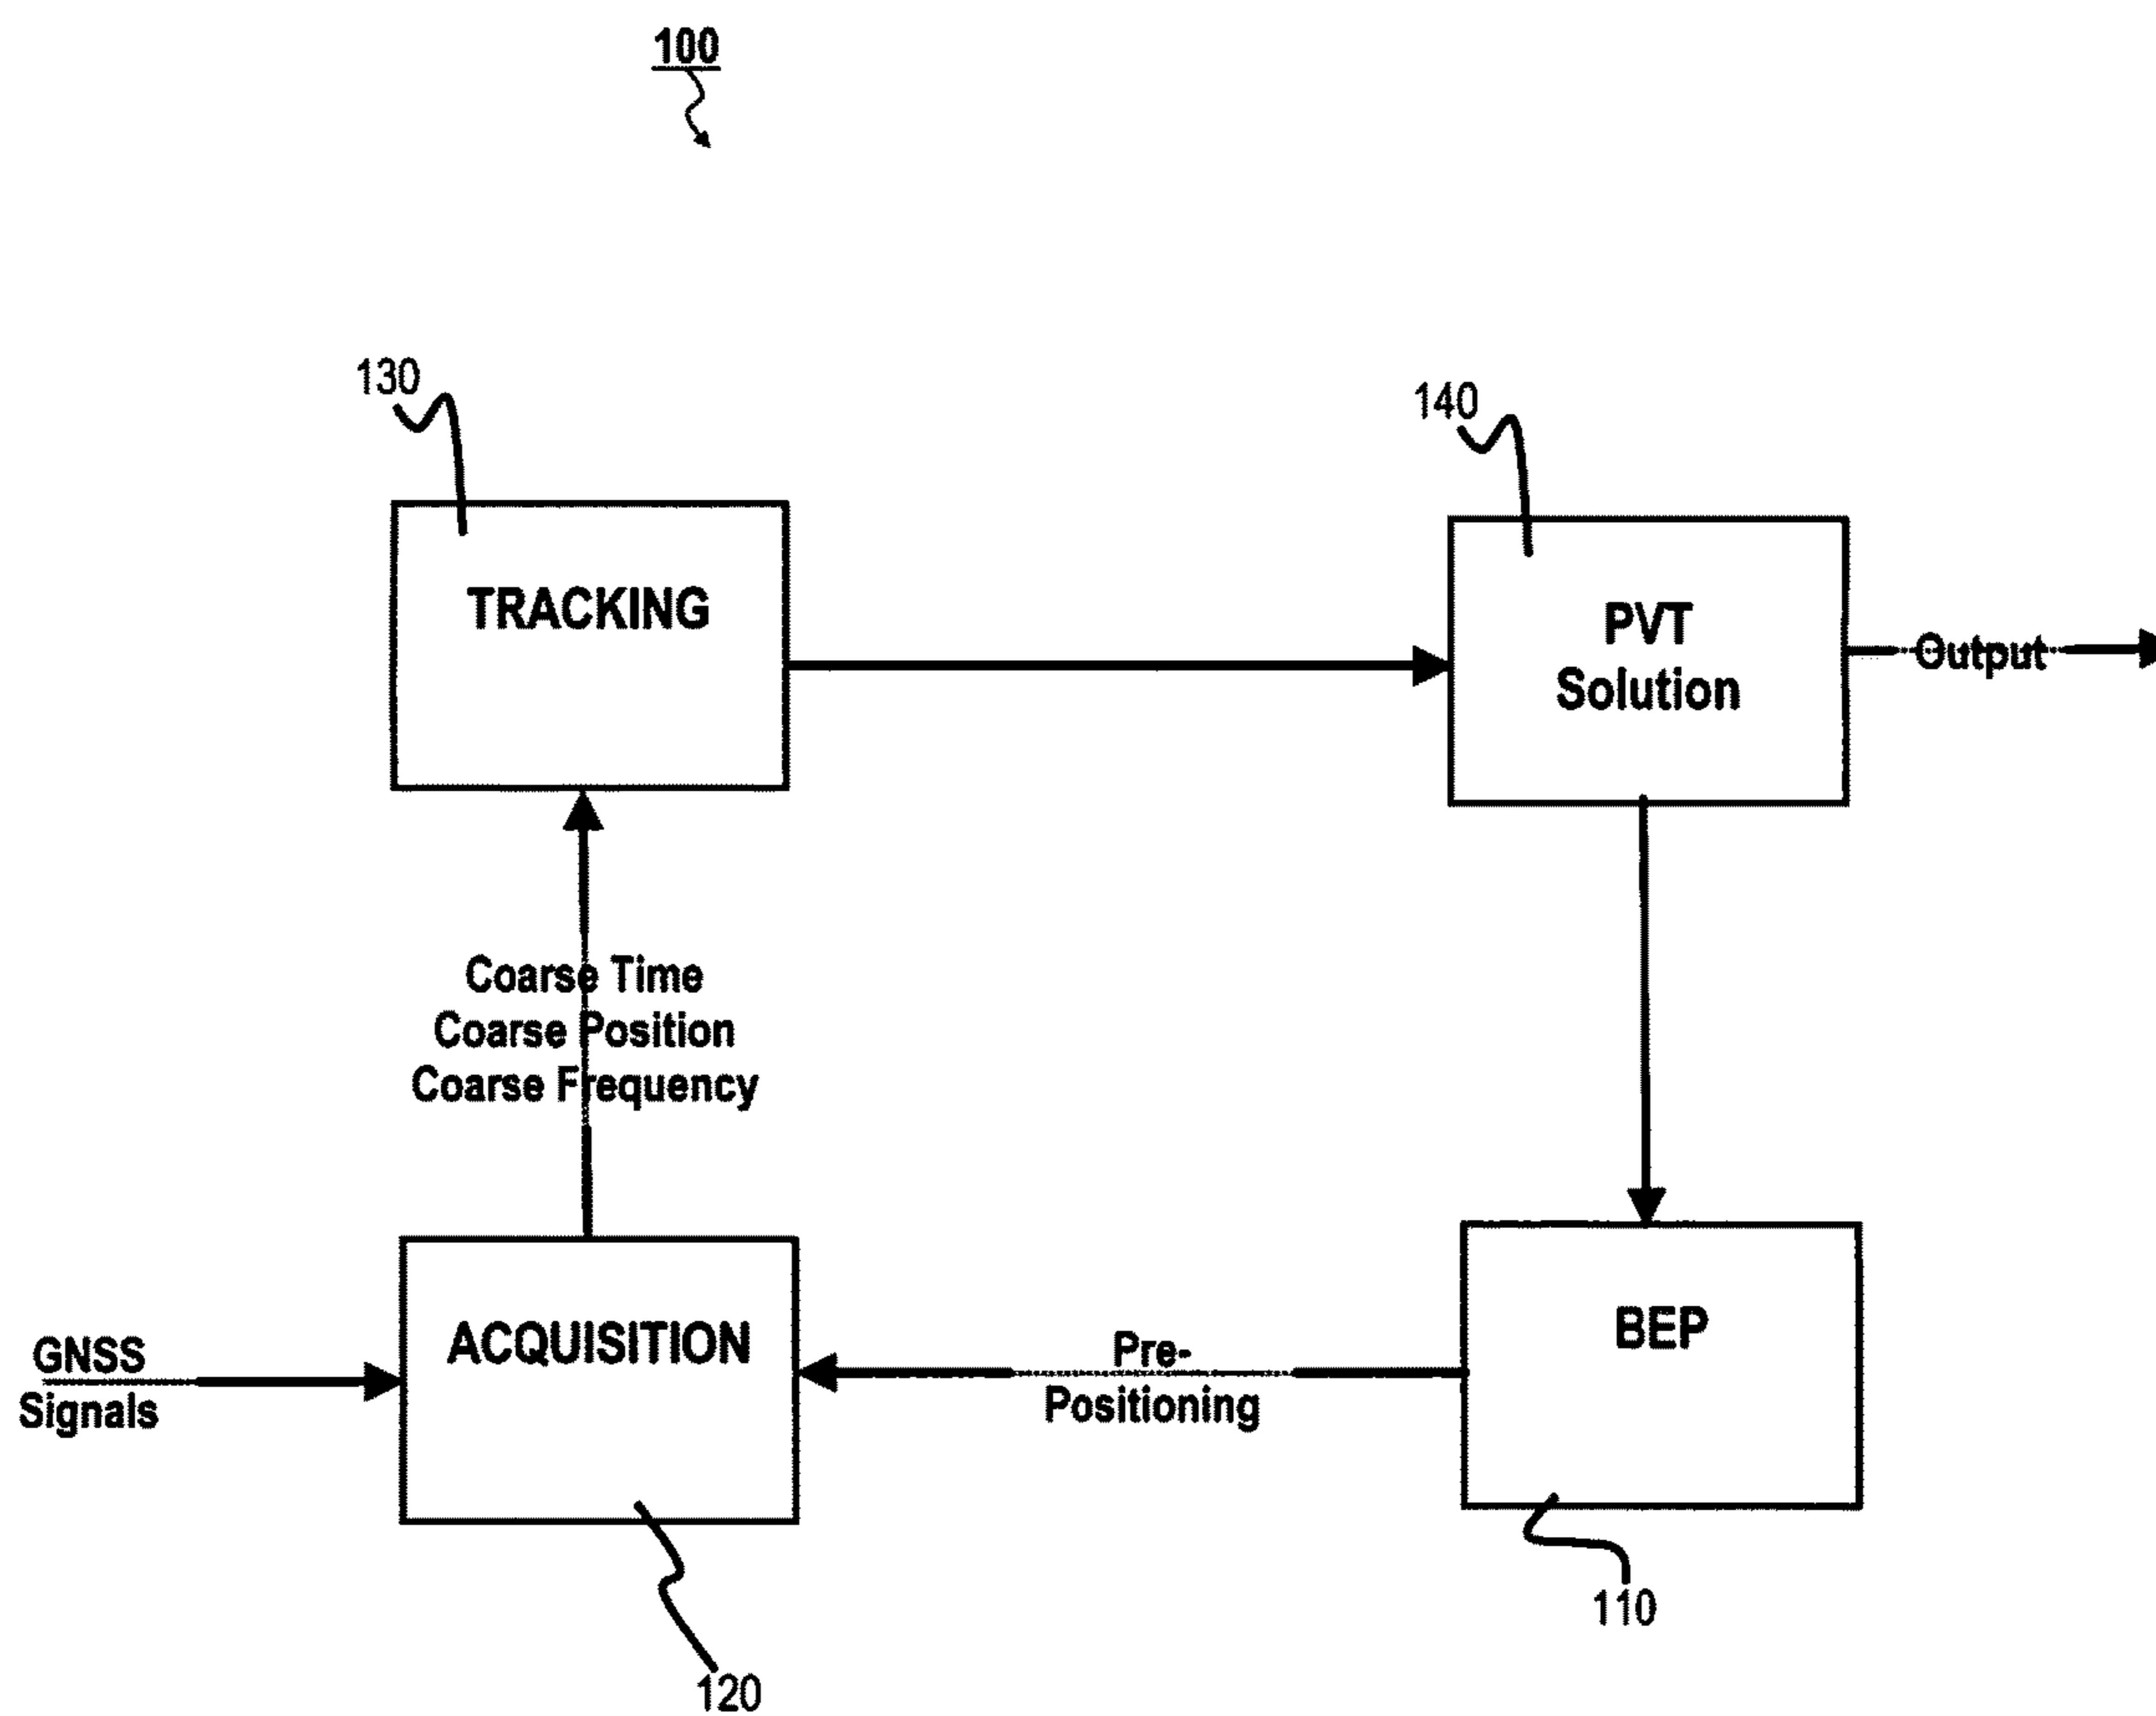 100
130
140
TRACKING
PVT
Solution
Output
Coarse Time
Coarse Position
Coarse Frequency
ACQUISITION
BEP
GNSS
Signals
Pre-
Positioning
110
120